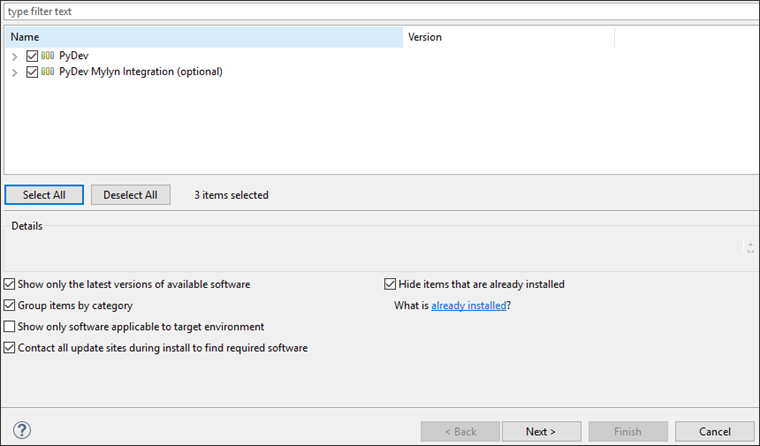 type filter text
Name Version
PyDev
PyDev Mylyn Integration (optional)
Select All Deselect All 3 items selected
Details
Show only the latest versions of available software Hide items that are already installed
Group items by category What is already installed?
Show only software applicable to target environment
Contact all update sites during install to find required software
? < Back Next > Finish Cancel